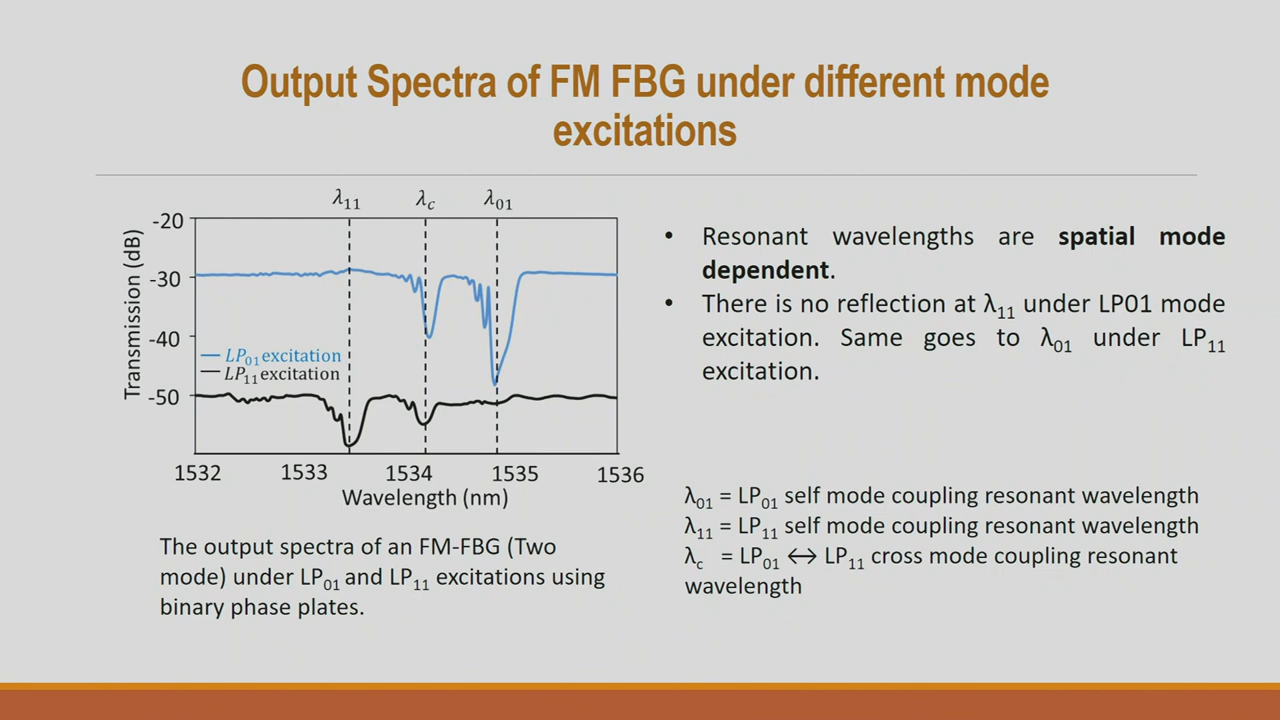 Output Spectra of FM FBG under different mode
excitations
λ₁₁ λc λ₀₁
-20
-30
-40
-50
Transmission (dB)
LP₀₁ excitation
LP₁₁ excitation
1532 1533 1534 1535 1536
Wavelength (nm)
The output spectra of an FM-FBG (Two
mode) under LP₀₁ and LP₁₁ excitations using
binary phase plates.
• Resonant wavelengths are spatial mode
dependent.
• There is no reflection at λ₁₁ under LP01 mode
excitation. Same goes to λ₀₁ under LP₁₁
excitation.
λ₀₁ = LP₀₁ self mode coupling resonant wavelength
λ₁₁ = LP₁₁ self mode coupling resonant wavelength
λc = LP₀₁ ↔ LP₁₁ cross mode coupling resonant
wavelength